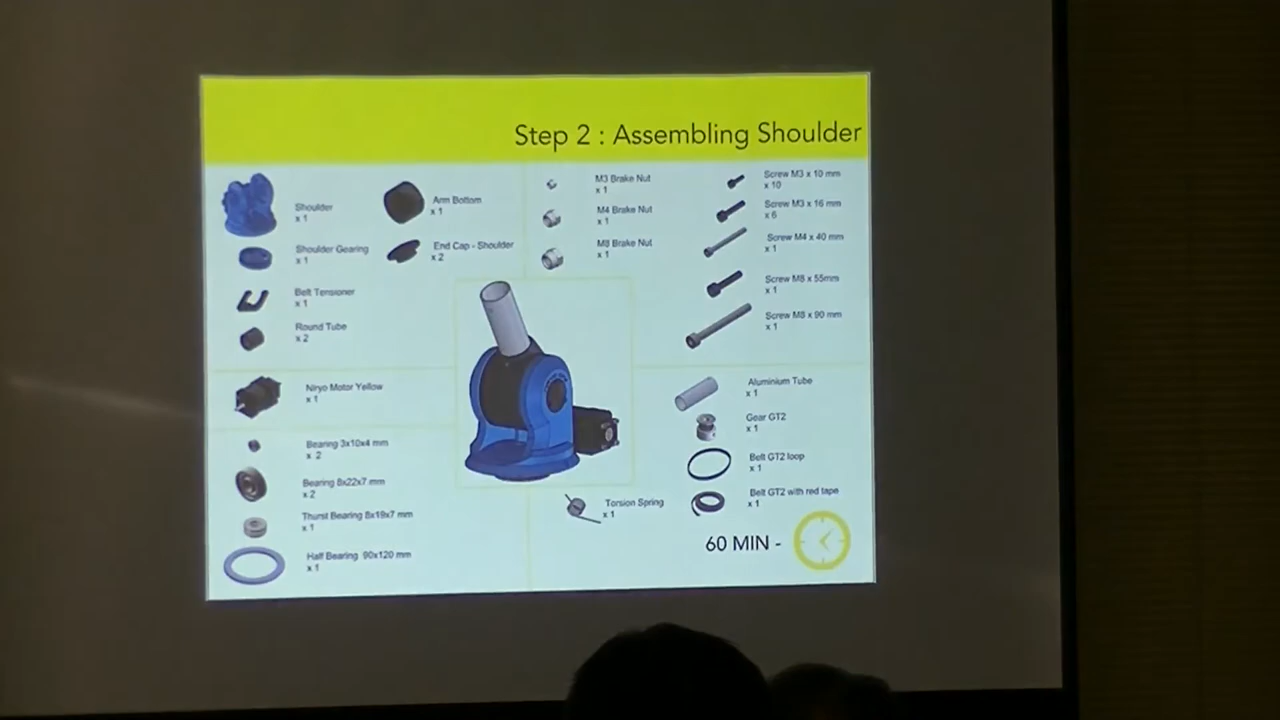 Step 2 : Assembling Shoulder
Shoulder
x 1
Shoulder Gearing
x 1
Belt Tensioner
x 1
Round Tube
x 2
Arm Bottom
x 1
End Cap - Shoulder
x 2
M3 Brake Nut
x 1
M4 Brake Nut
x 1
M8 Brake Nut
x 1
Screw M3 x 10 mm
x 10
Screw M3 x 16 mm
x 6
Screw M4 x 40 mm
x 1
Screw M8 x 55mm
x 1
Screw M8 x 90 mm
x 1
Niryo Motor Yellow
x 1
Bearing 3x10x4 mm
x 2
Bearing 8x22x7 mm
x 2
Thurst Bearing 8x19x7 mm
x 1
Half Bearing 90x120 mm
x 1
Torsion Spring
x 1
Aluminium Tube
x 1
Gear GT2
x 1
Belt GT2 loop
x 1
Belt GT2 with red tape
x 1
60 MIN -